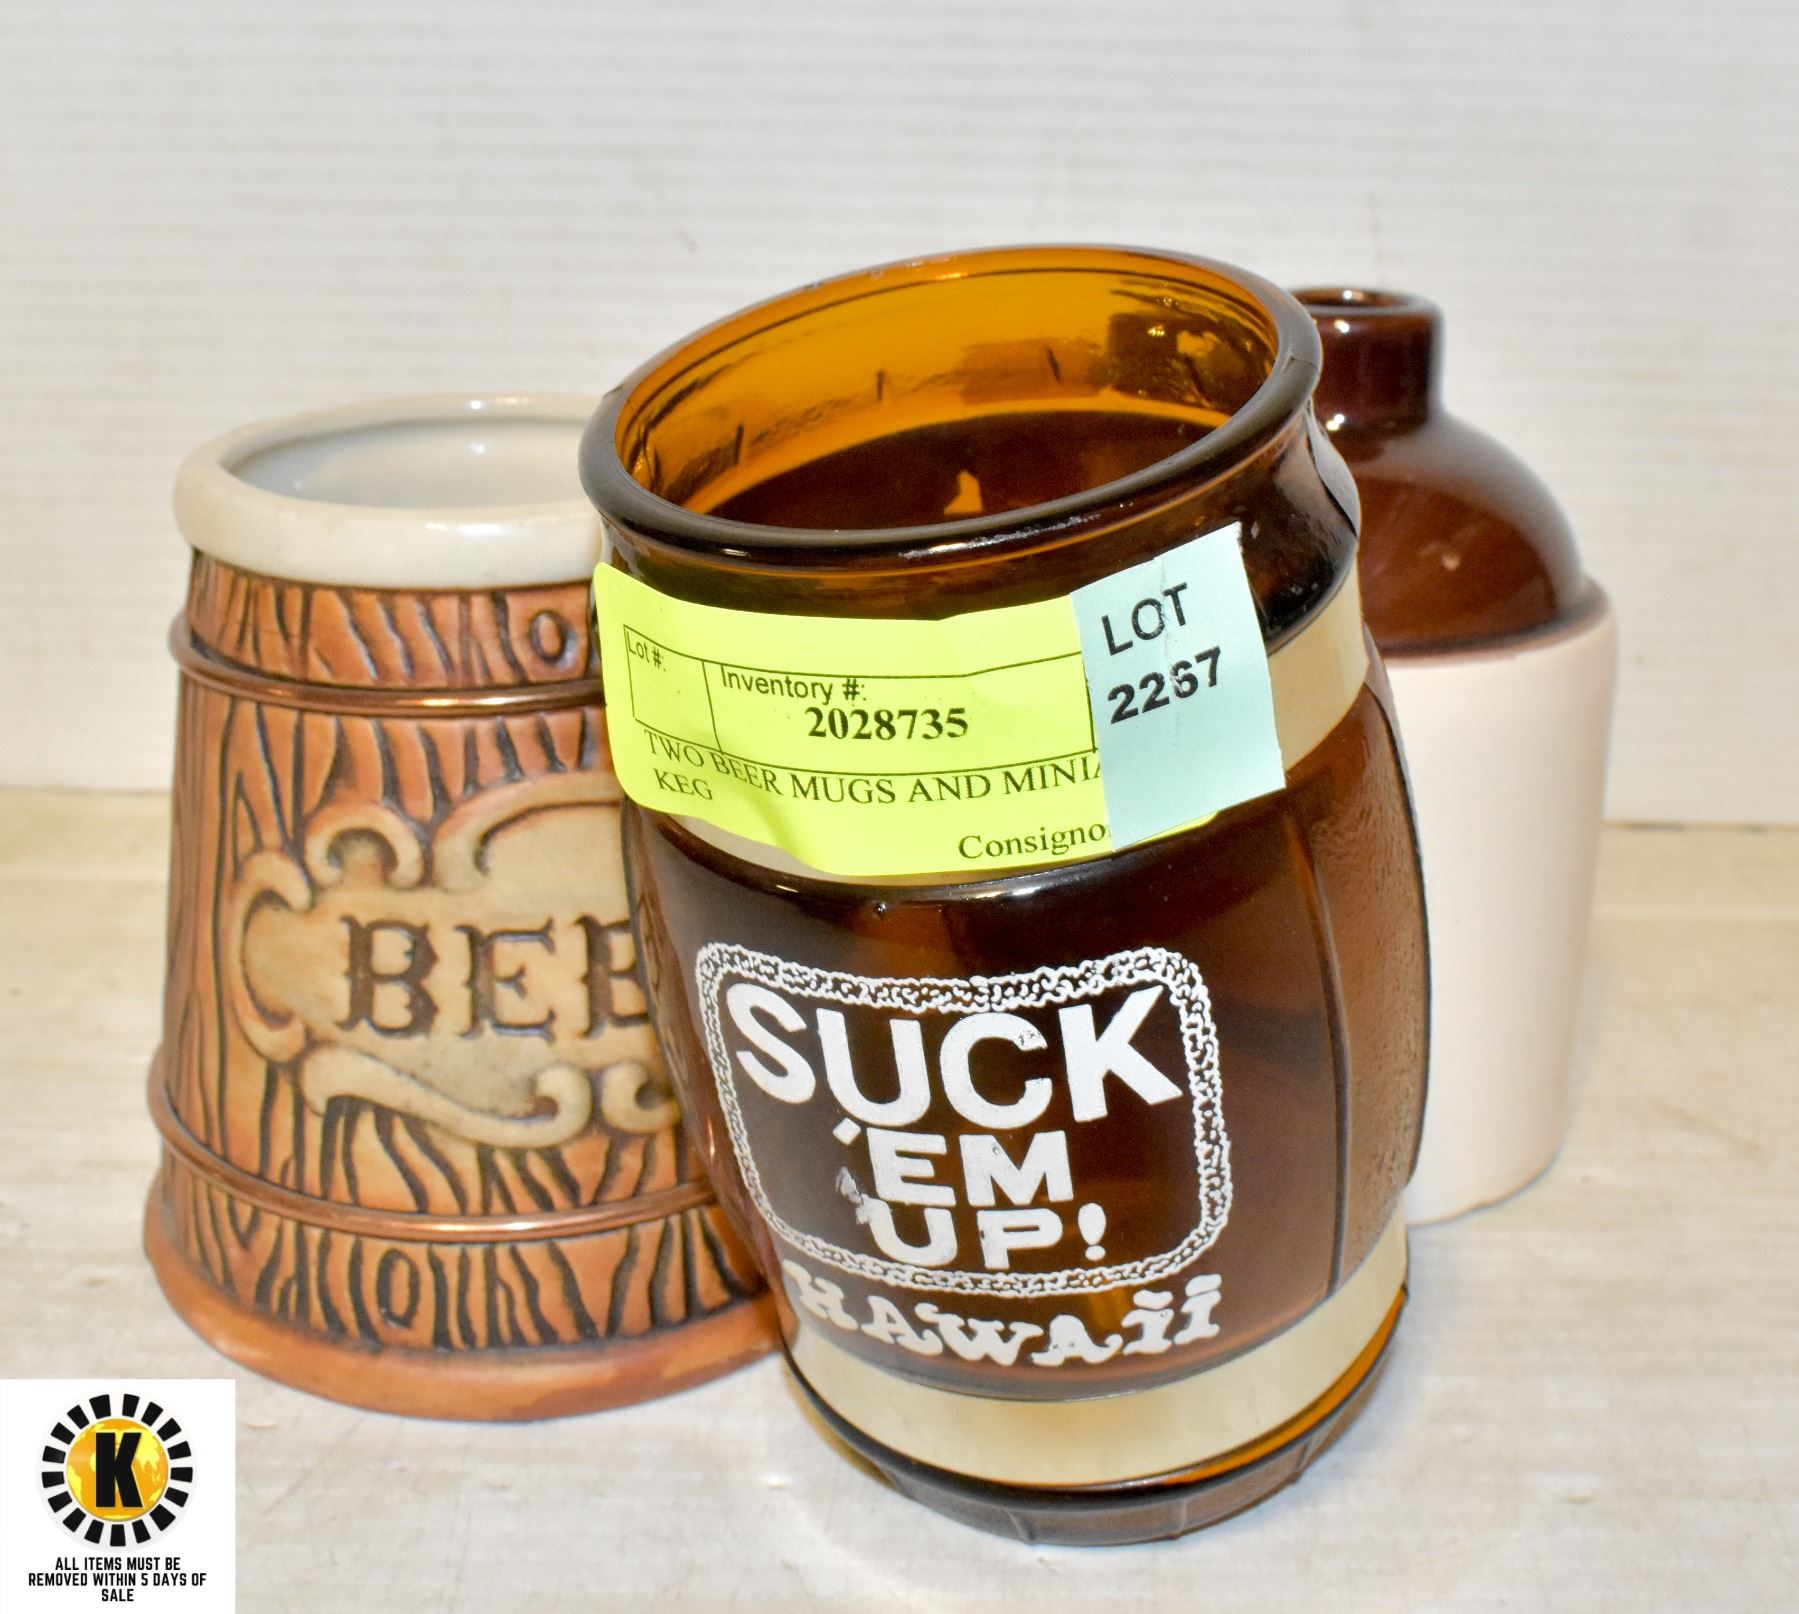 BEE
Lot #:
Inventory #:
2028735
TWO BEER MUGS AND MINIA
KEG
Consigno
LOT
2267
SUCK
'EM
UP!
HAWAII
K
ALL ITEMS MUST BE
REMOVED WITHIN 5 DAYS OF
SALE